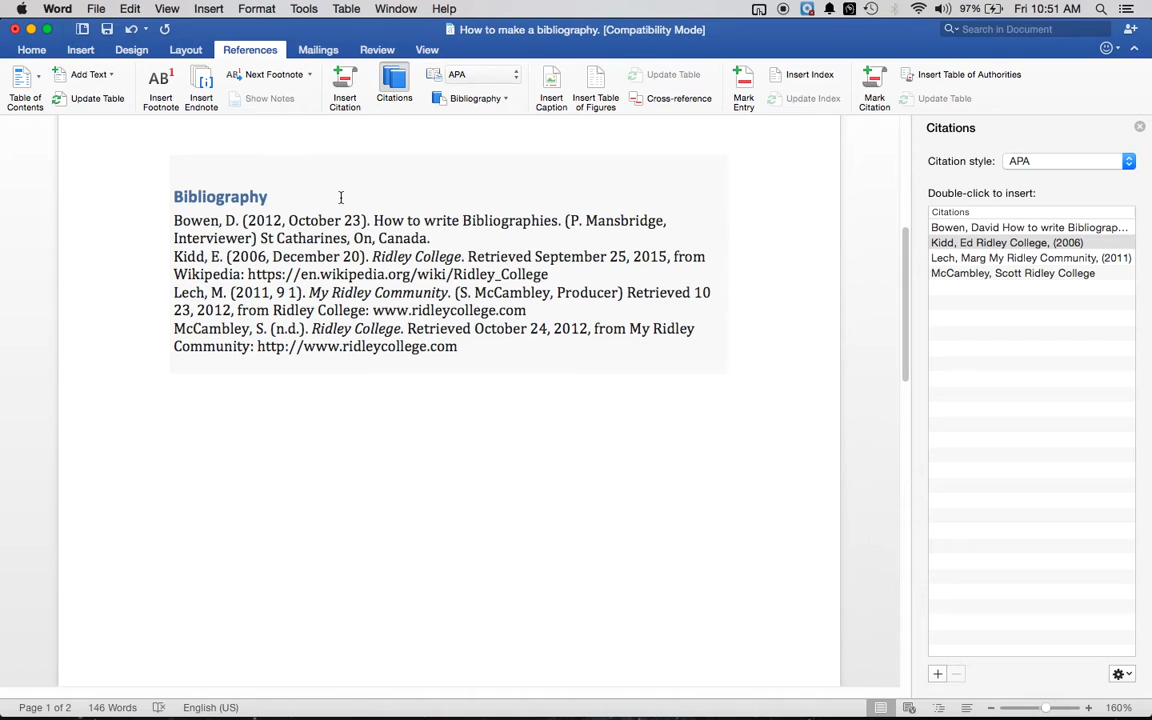 Word File Edit View Insert Format Tools Table Window Help 97% Fri 10:51 AM
How to make a bibliography. [Compatibility Mode] Search in Document
Home Insert Design Layout References Mailings Review View
Table of Contents
Add Text
Update Table
AB1 Insert Footnote
Insert Endnote
Next Footnote
Show Notes
Insert Citation
Citations
APA
Bibliography
Insert Caption
Insert Table of Figures
Update Table
Cross-reference
Mark Entry
Insert Index
Update Index
Mark Citation
Insert Table of Authorities
Update Table
Bibliography
Bowen, D. (2012, October 23). How to write Bibliographies. (P. Mansbridge,
Interviewer) St Catharines, On, Canada.
Kidd, E. (2006, December 20). Ridley College. Retrieved September 25, 2015, from
Wikipedia: https://en.wikipedia.org/wiki/Ridley_College
Lech, M. (2011, 9 1). My Ridley Community. (S. McCambley, Producer) Retrieved 10
23, 2012, from Ridley College: www.ridleycollege.com
McCambley, S. (n.d.). Ridley College. Retrieved October 24, 2012, from My Ridley
Community: http://www.ridleycollege.com
Citations
Citation style: APA
Double-click to insert:
Citations
Bowen, David How to write Bibliograp...
Kidd, Ed Ridley College, (2006)
Lech, Marg My Ridley Community, (2011)
McCambley, Scott Ridley College
Page 1 of 2 146 Words English (US) 160%